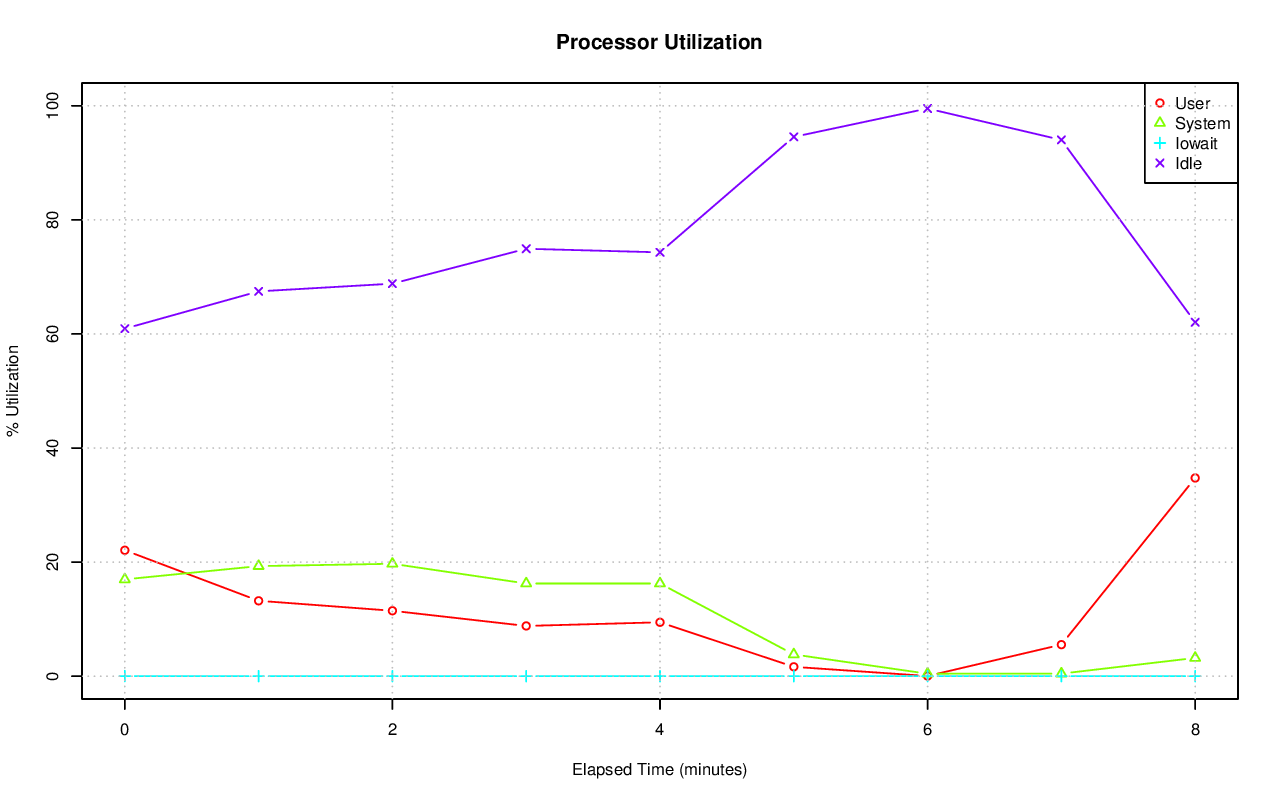 Processor Utilization
User
System
Iowait
Idle
% Utilization
100
80
60
40
20
0
0 2 4 6 8
Elapsed Time (minutes)